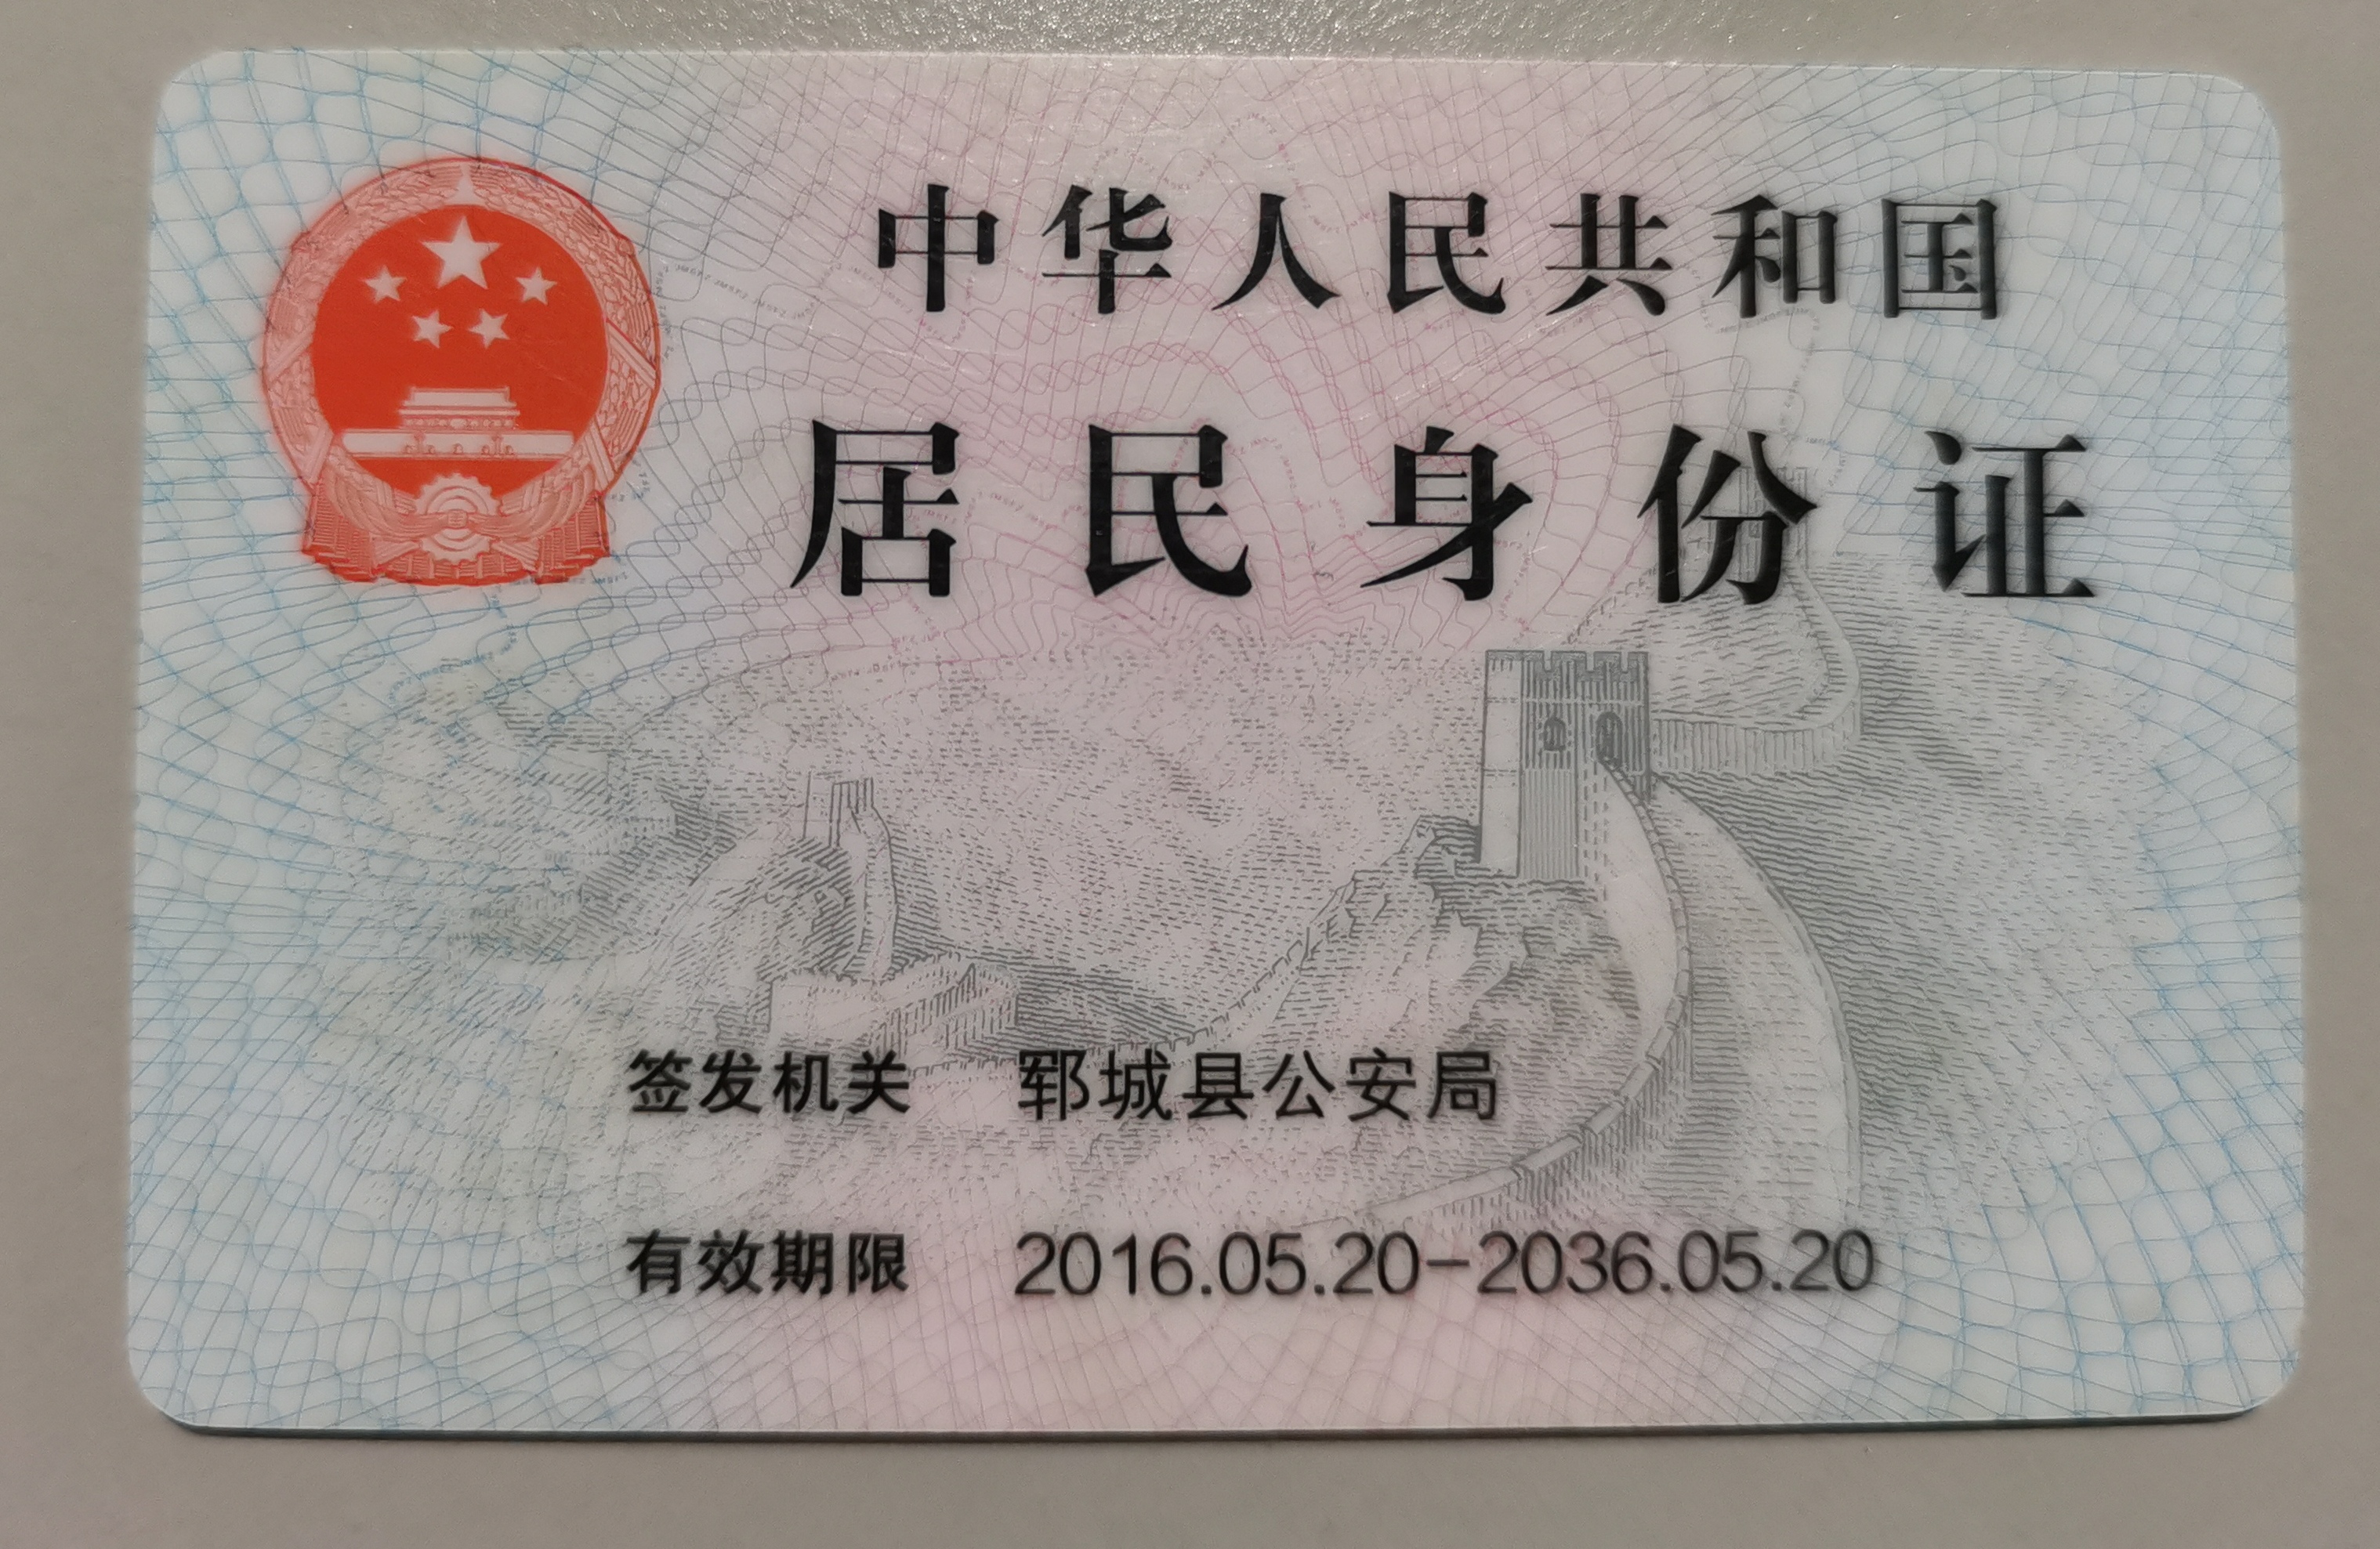 中华人民共和国
居民身份证
签发机关 郓城县公安局
有效期限 2016.05.20-2036.05.20